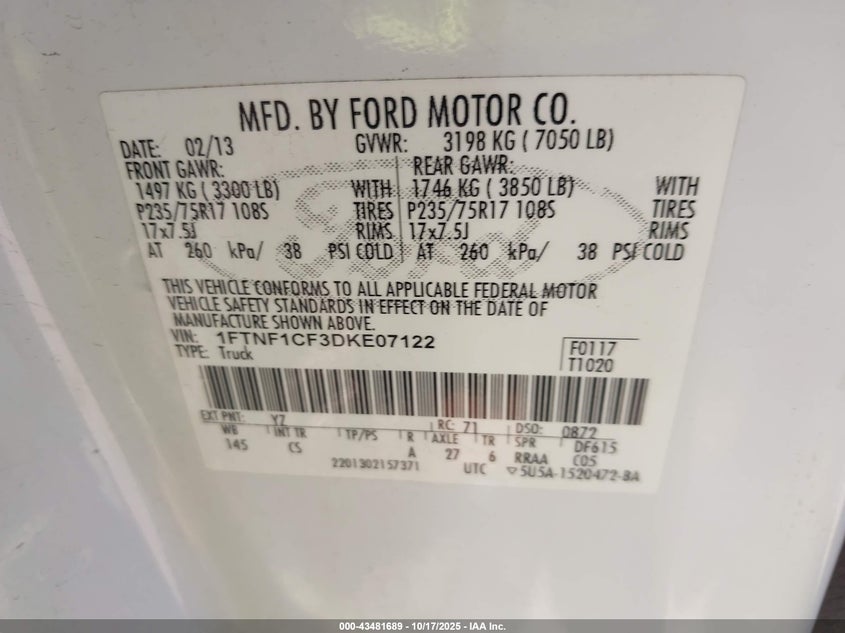 MFD. BY FORD MOTOR CO.
DATE: 02/13 GVWR: 3198 KG ( 7050 LB)
FRONT GAWR: REAR GAWR:
1497 KG ( 3300 LB) WITH 1746 KG ( 3850 LB) WITH
P235/75R17 108S TIRES P235/75R17 108S TIRES
17x7.5J RIMS 17x7.5J RIMS
AT 260 kPa/ 38 PSI COLD AT 260 kPa/ 38 PSI COLD
Ford
THIS VEHICLE CONFORMS TO ALL APPLICABLE FEDERAL MOTOR
VEHICLE SAFETY STANDARDS IN EFFECT ON THE DATE OF
MANUFACTURE SHOWN ABOVE.
VIN: 1FTNF1CF3DKE07122 F0117
TYPE: Truck T1020
EXT PNT: YZ RC: 71 DSO: 0872
WB INT TR TP/PS R AXLE TR SPR DF615
145 CS A 27 6 RRAA C05
2201302157371 UTC ▽5U5A-1520472-BA
000-43481689 - 10/17/2025 - IAA Inc.